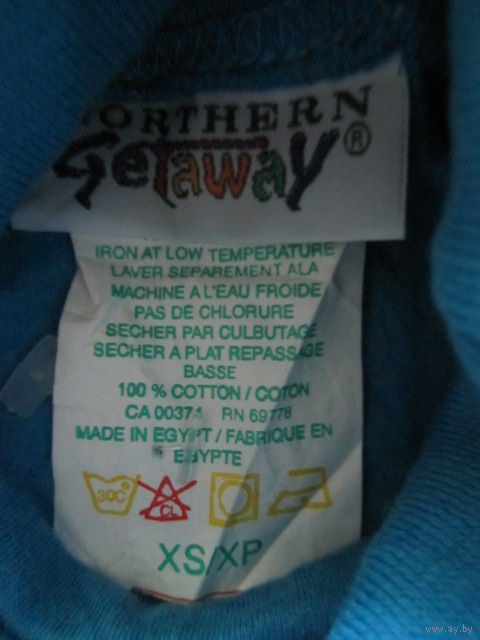 NORTHERN
Getaway®
IRON AT LOW TEMPERATURE
LAVER SEPAREMENT ALA
MACHINE A L'EAU FROIDE
PAS DE CHLORURE
SECHER PAR CULBUTAGE
SECHER A PLAT REPASSAGE
BASSE
100 % COTTON / COTON
CA 00374 RN 69778
MADE IN EGYPT / FABRIQUE EN
EGYPTE
30C CL
XS/XP
www.ay.by